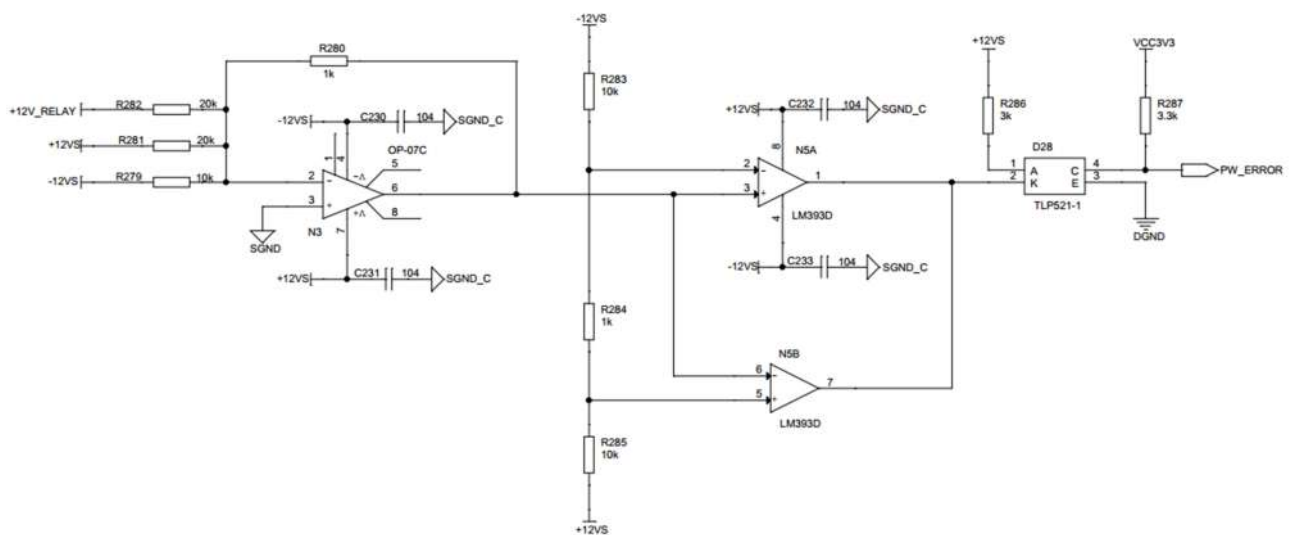 -12VS
R280
1k
+12VS
VCC3V3
R283
10k
+12V_RELAY
R282
20k
+12VS
R281
20k
-12VS
R279
10k
-12VS
C230
104
SGND_C
OP-07C
1
4
5
2
-
-Λ
6
3
+
+Λ
8
7
N3
SGND
+12VS
C231
104
SGND_C
+12VS
C232
104
SGND_C
8
N5A
2
-
3
+
1
4
LM393D
-12VS
C233
104
SGND_C
R286
3k
R287
3.3k
D28
1
A
C
4
2
K
E
3
TLP521-1
PW_ERROR
DGND
R284
1k
N5B
6
-
5
+
7
LM393D
R285
10k
+12VS